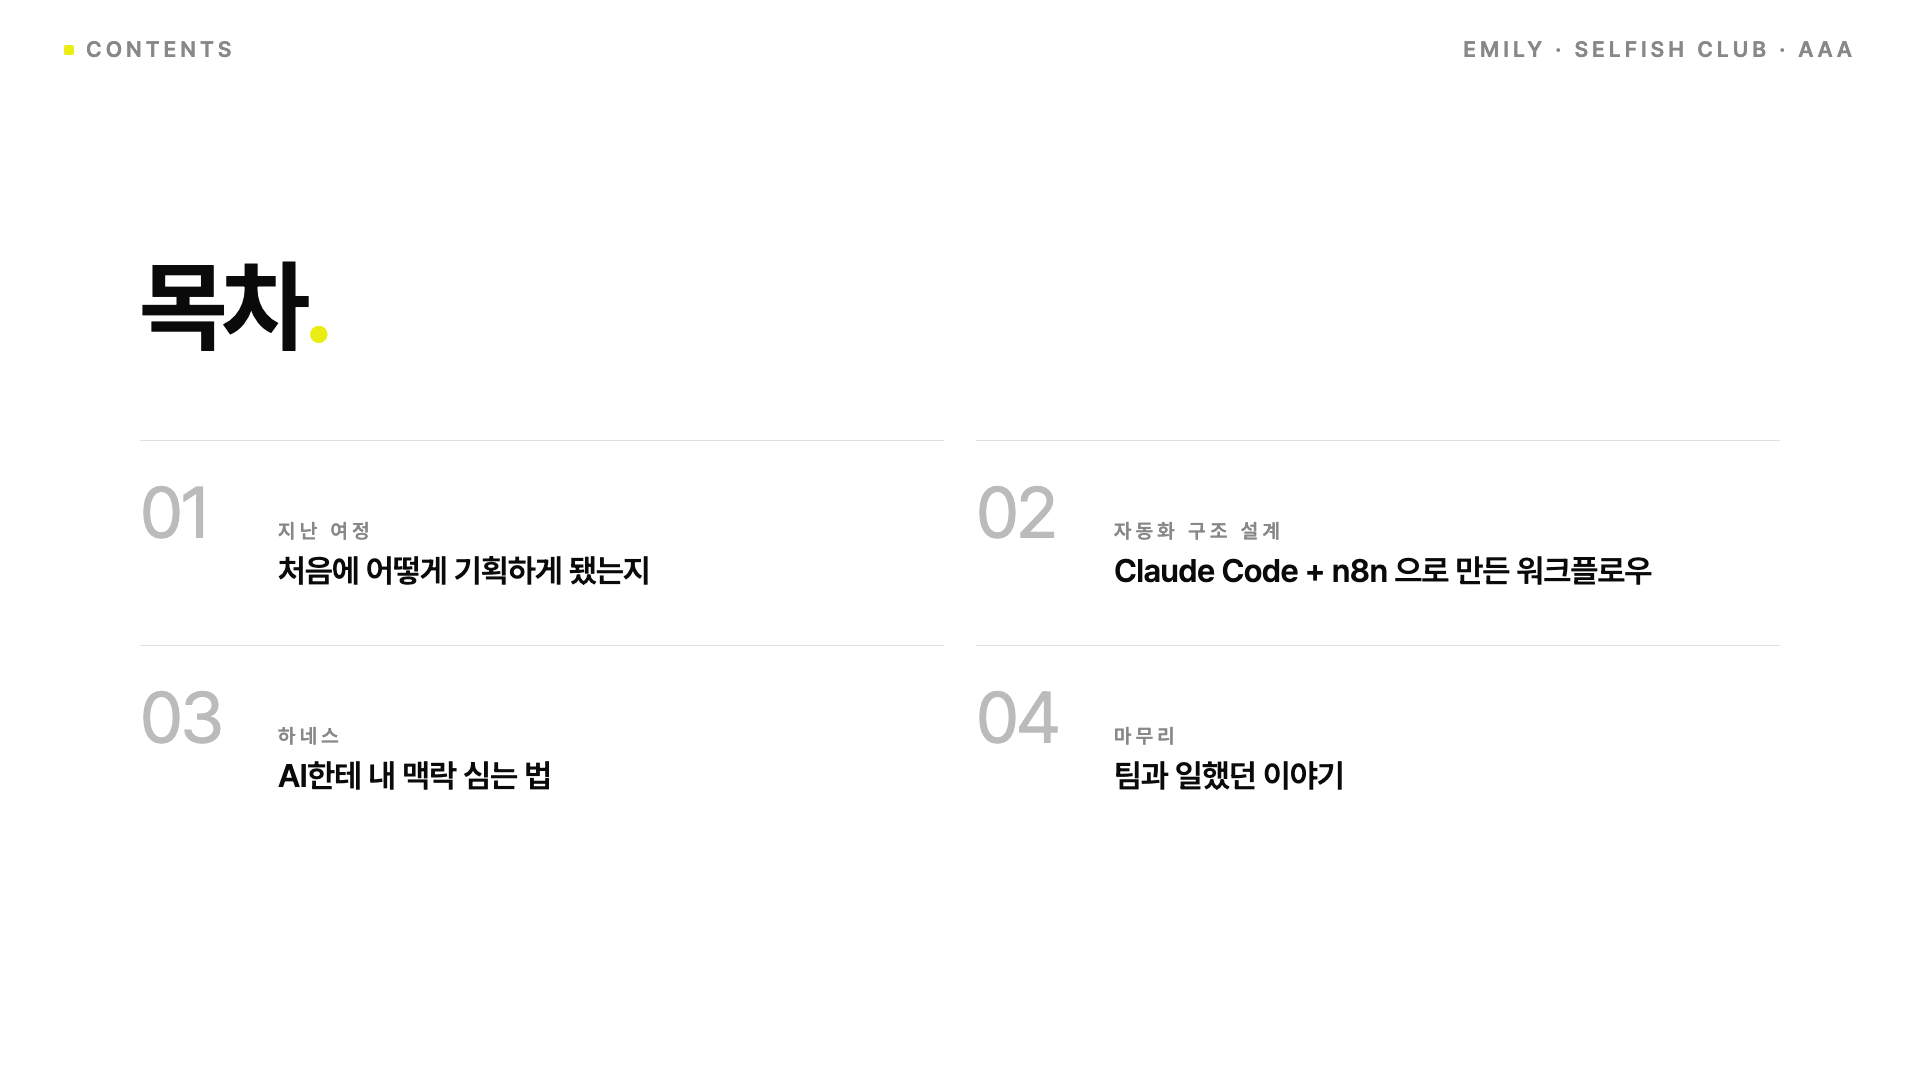 CONTENTS
EMILY · SELFISH CLUB · AAA
목차.
01
지난 여정
처음에 어떻게 기획하게 됐는지
02
자동화 구조 설계
Claude Code + n8n 으로 만든 워크플로우
03
하네스
AI한테 내 맥락 심는 법
04
마무리
팀과 일했던 이야기